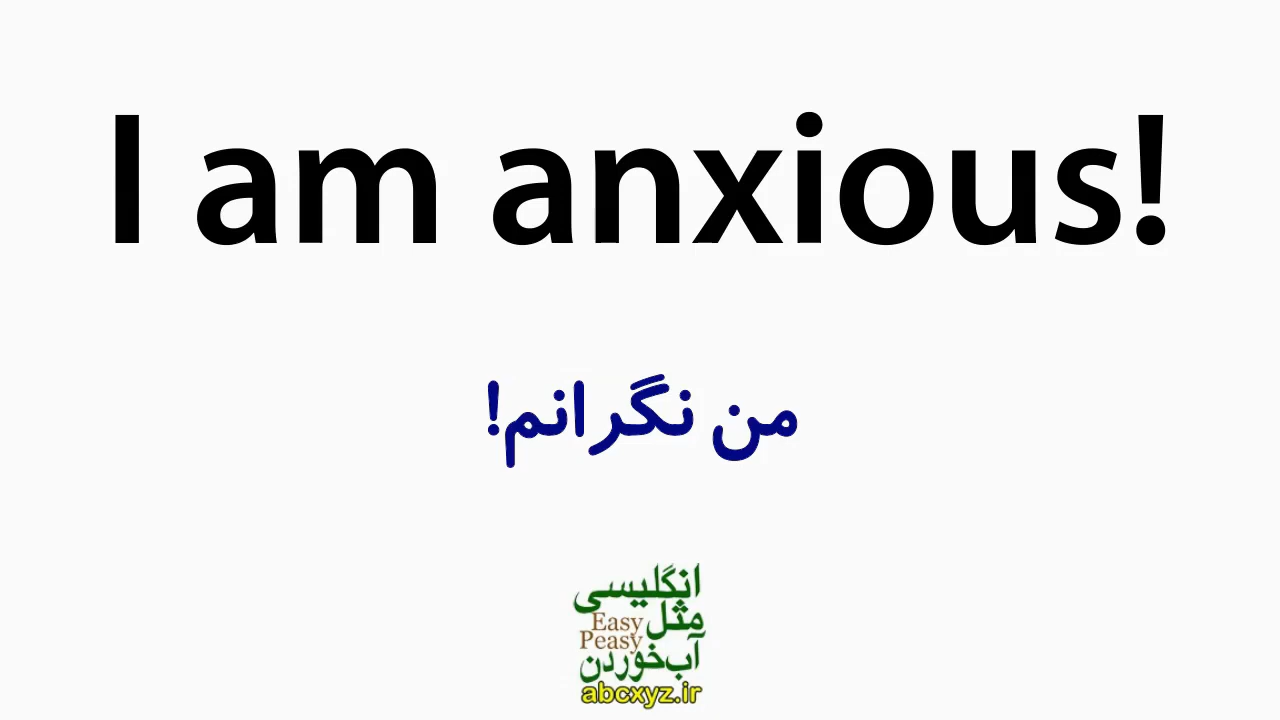 I am anxious!
من نگرانم!
انگلیسی
مثل
Easy
Peasy
آب‌خوردن
abcxyz.ir